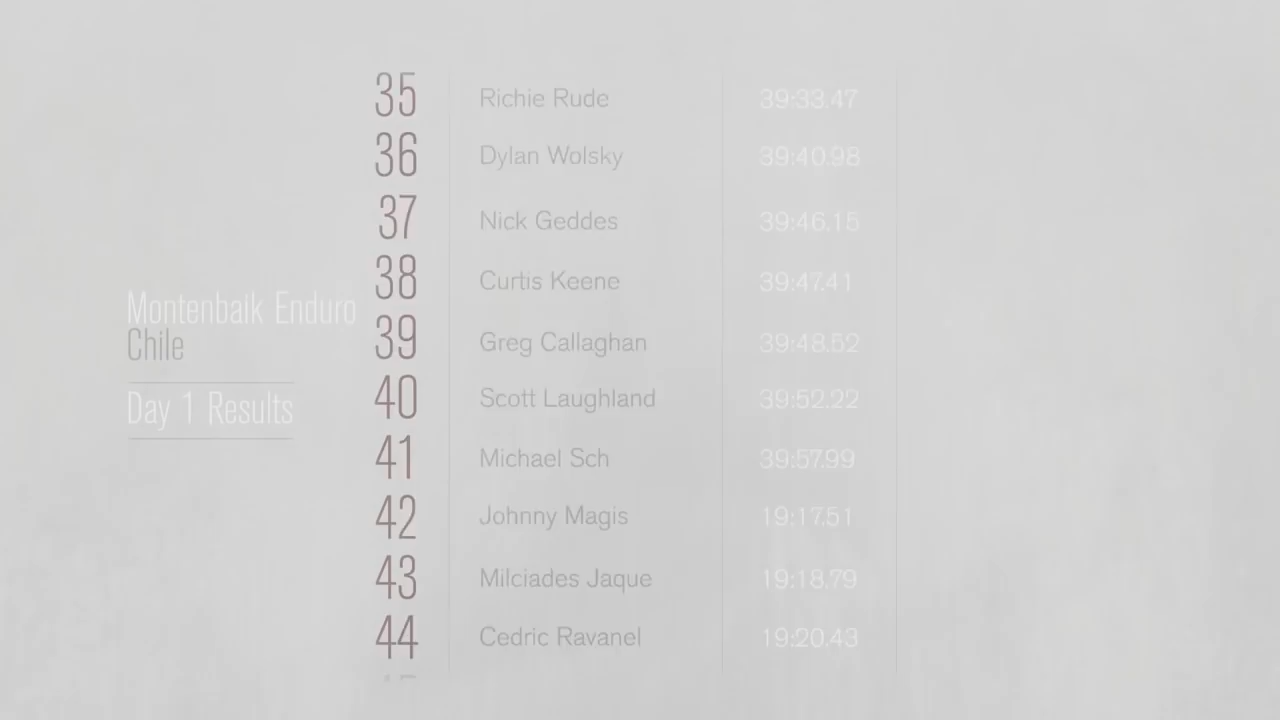 Montenbaik Enduro
Chile
Day 1 Results
35 Richie Rude 39:33.47
36 Dylan Wolsky 39:40.98
37 Nick Geddes 39:46.15
38 Curtis Keene 39:47.41
39 Greg Callaghan 39:48.52
40 Scott Laughland 39:52.22
41 Michael Sch 39:57.99
42 Johnny Magis 19:17.51
43 Milciades Jaque 19:18.79
44 Cedric Ravanel 19:20.43